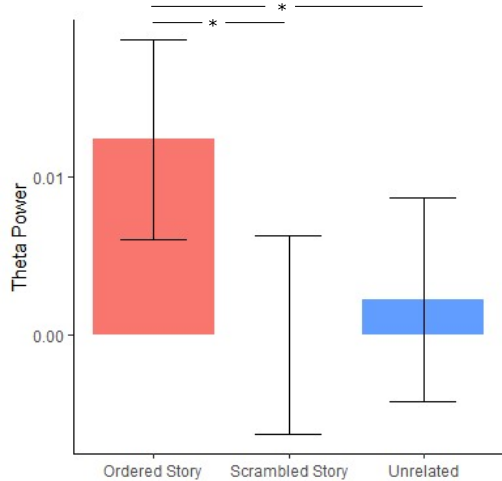 *
*
0.01
Theta Power
0.00
Ordered Story Scrambled Story Unrelated